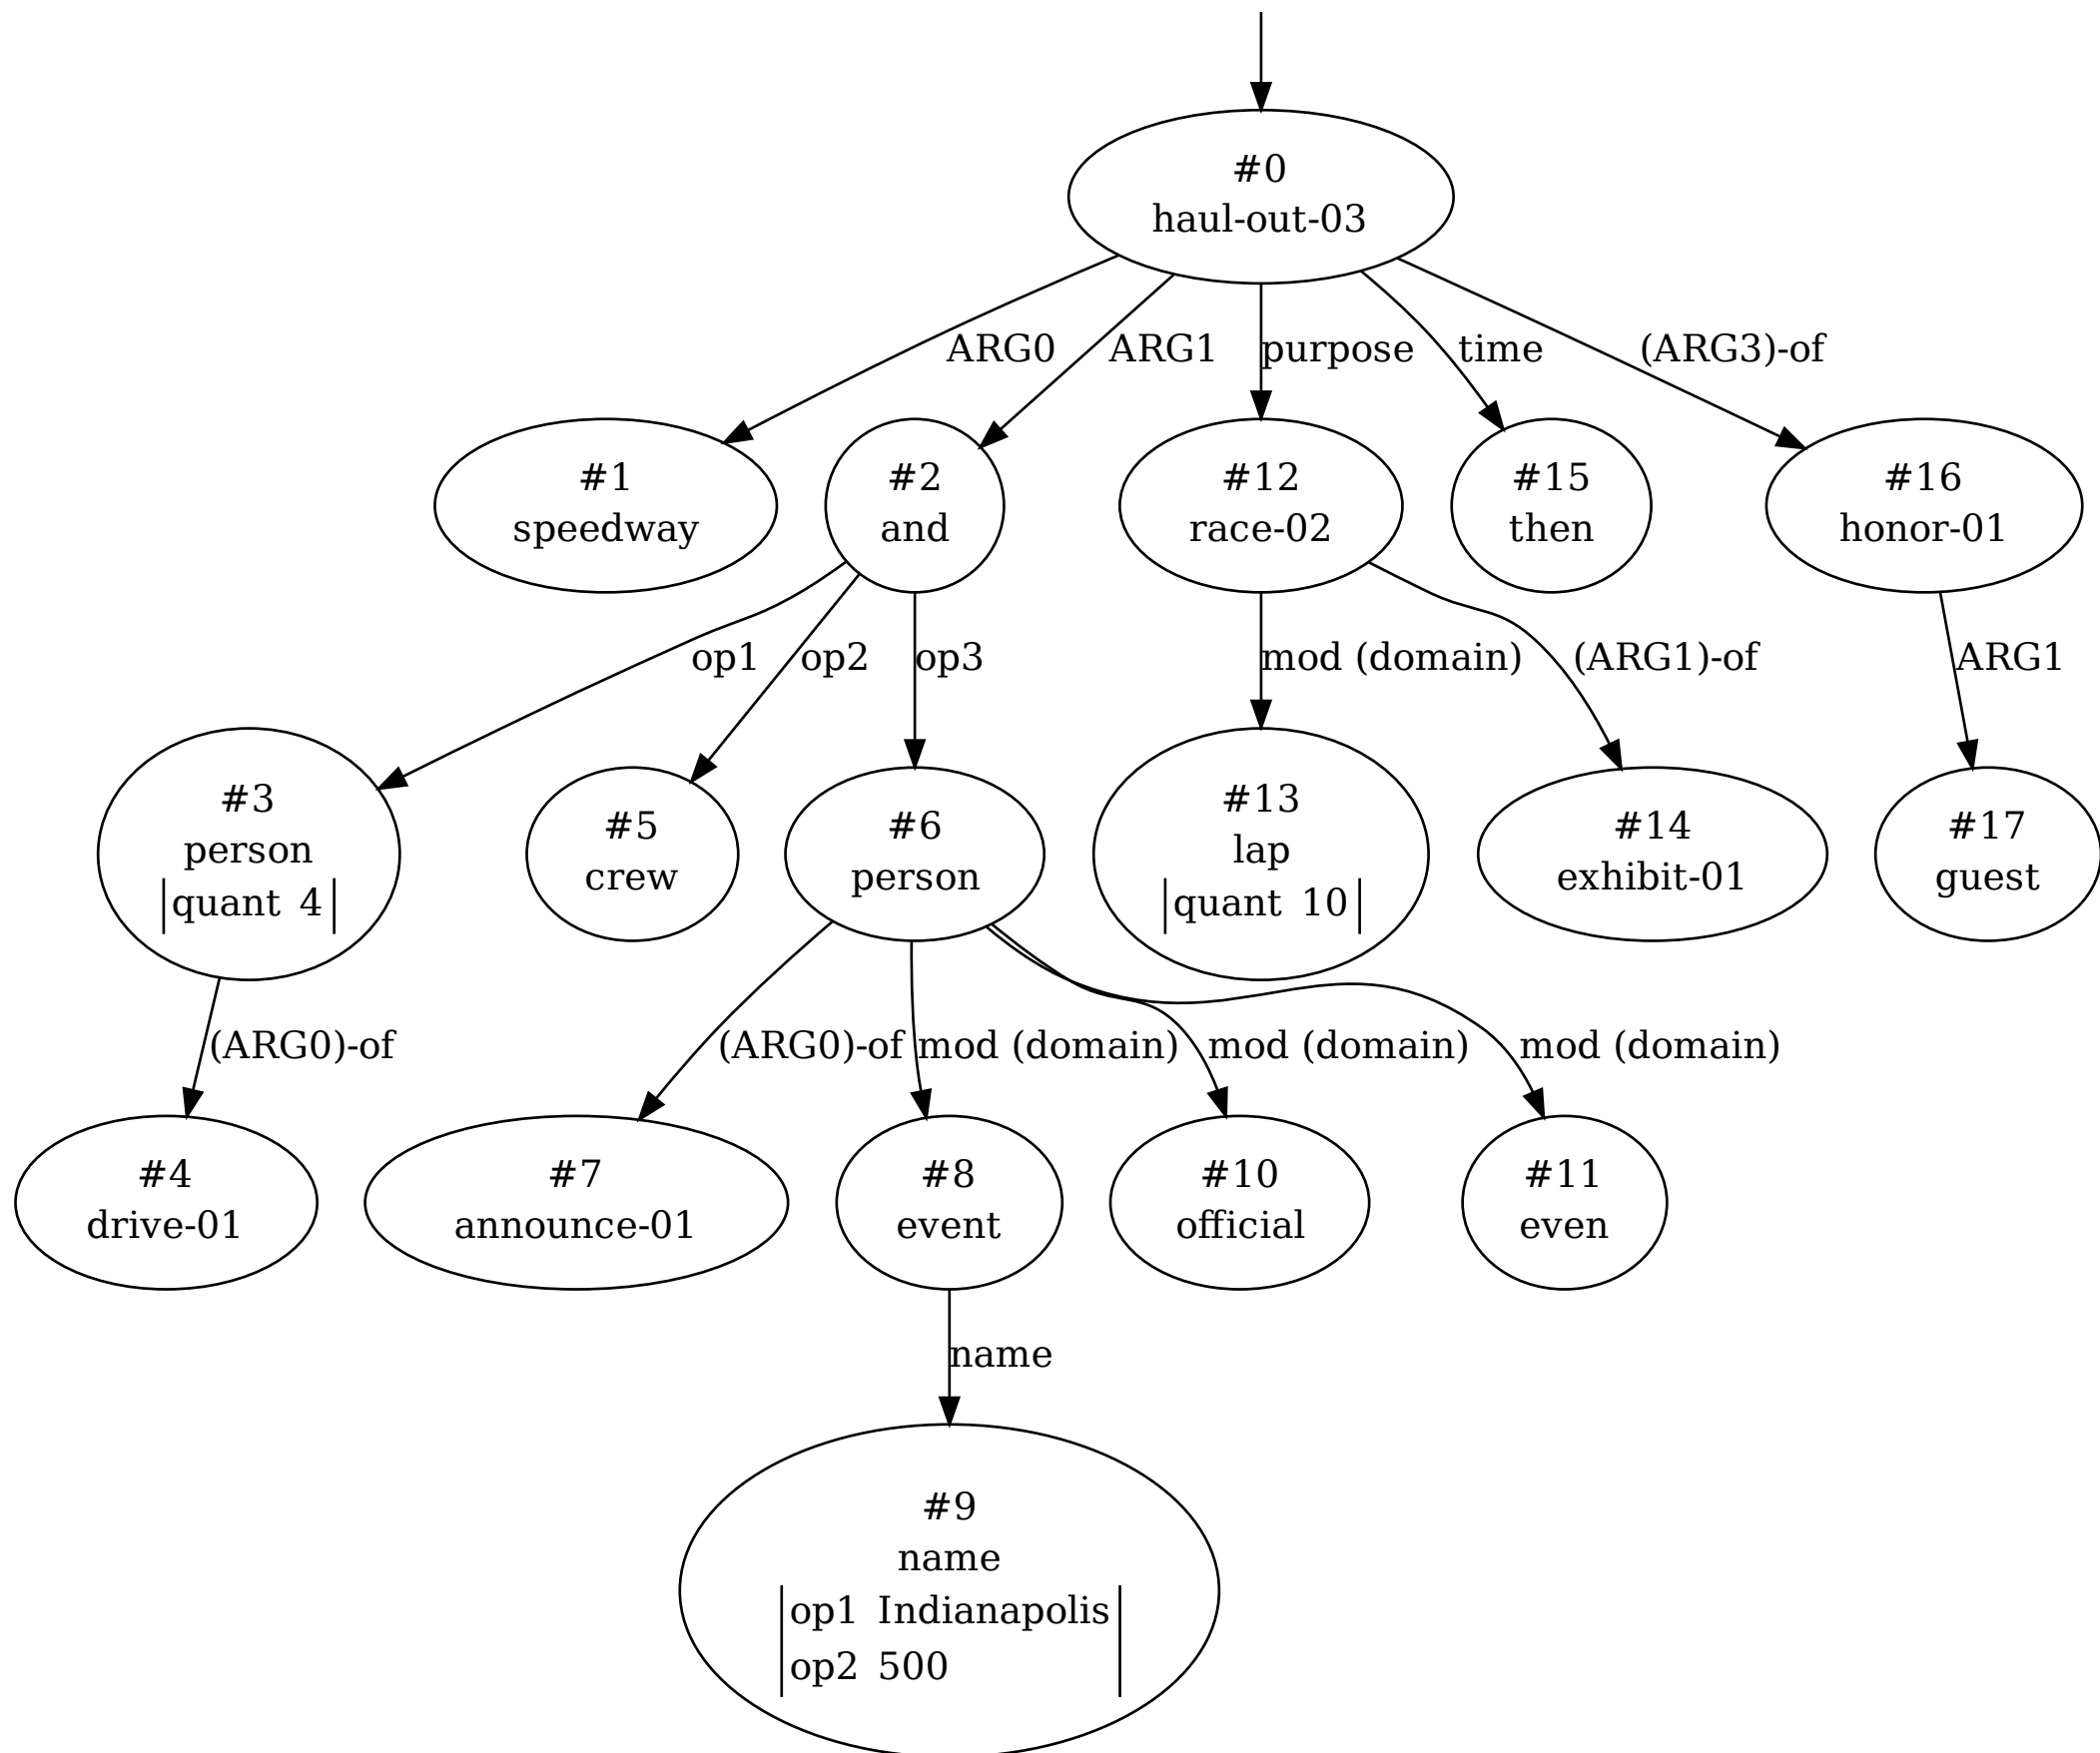 #0
haul-out-03
ARG0
ARG1
purpose
time
(ARG3)-of
#1
speedway
#2
and
#12
race-02
#15
then
#16
honor-01
op1
op2
op3
mod (domain)
(ARG1)-of
ARG1
#3
person
quant 4
#5
crew
#6
person
#13
lap
quant 10
#14
exhibit-01
#17
guest
(ARG0)-of
(ARG0)-of
mod (domain)
mod (domain)
mod (domain)
#4
drive-01
#7
announce-01
#8
event
#10
official
#11
even
name
#9
name
op1 Indianapolis
op2 500